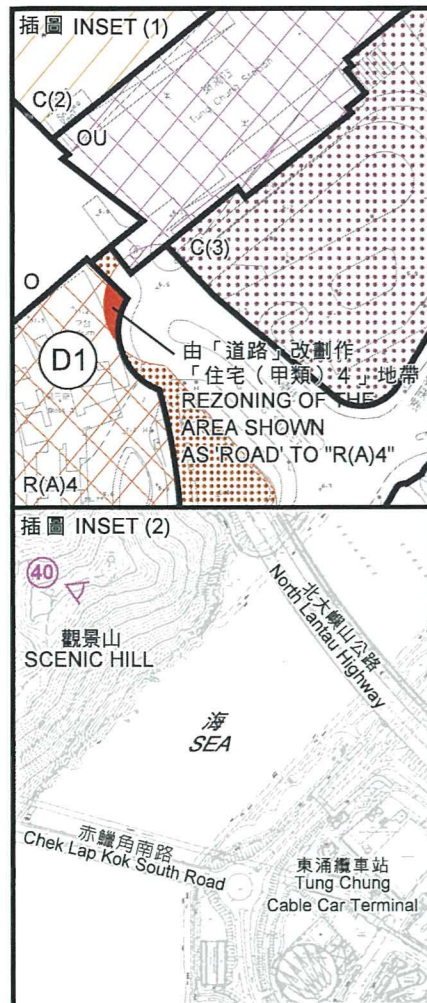 插圖 INSET (1)
C(2)
OU
東涌站
Tung Chung Station
C(3)
O
D1
由「道路」改劃作
「住宅（甲類）4」地帶
REZONING OF THE
AREA SHOWN
AS 'ROAD' TO "R(A)4"
R(A)4
插圖 INSET (2)
40
北大嶼山公路
North Lantau Highway
觀景山
SCENIC HILL
海
SEA
赤鱲角南路
Chek Lap Kok South Road
東涌纜車站
Tung Chung
Cable Car Terminal